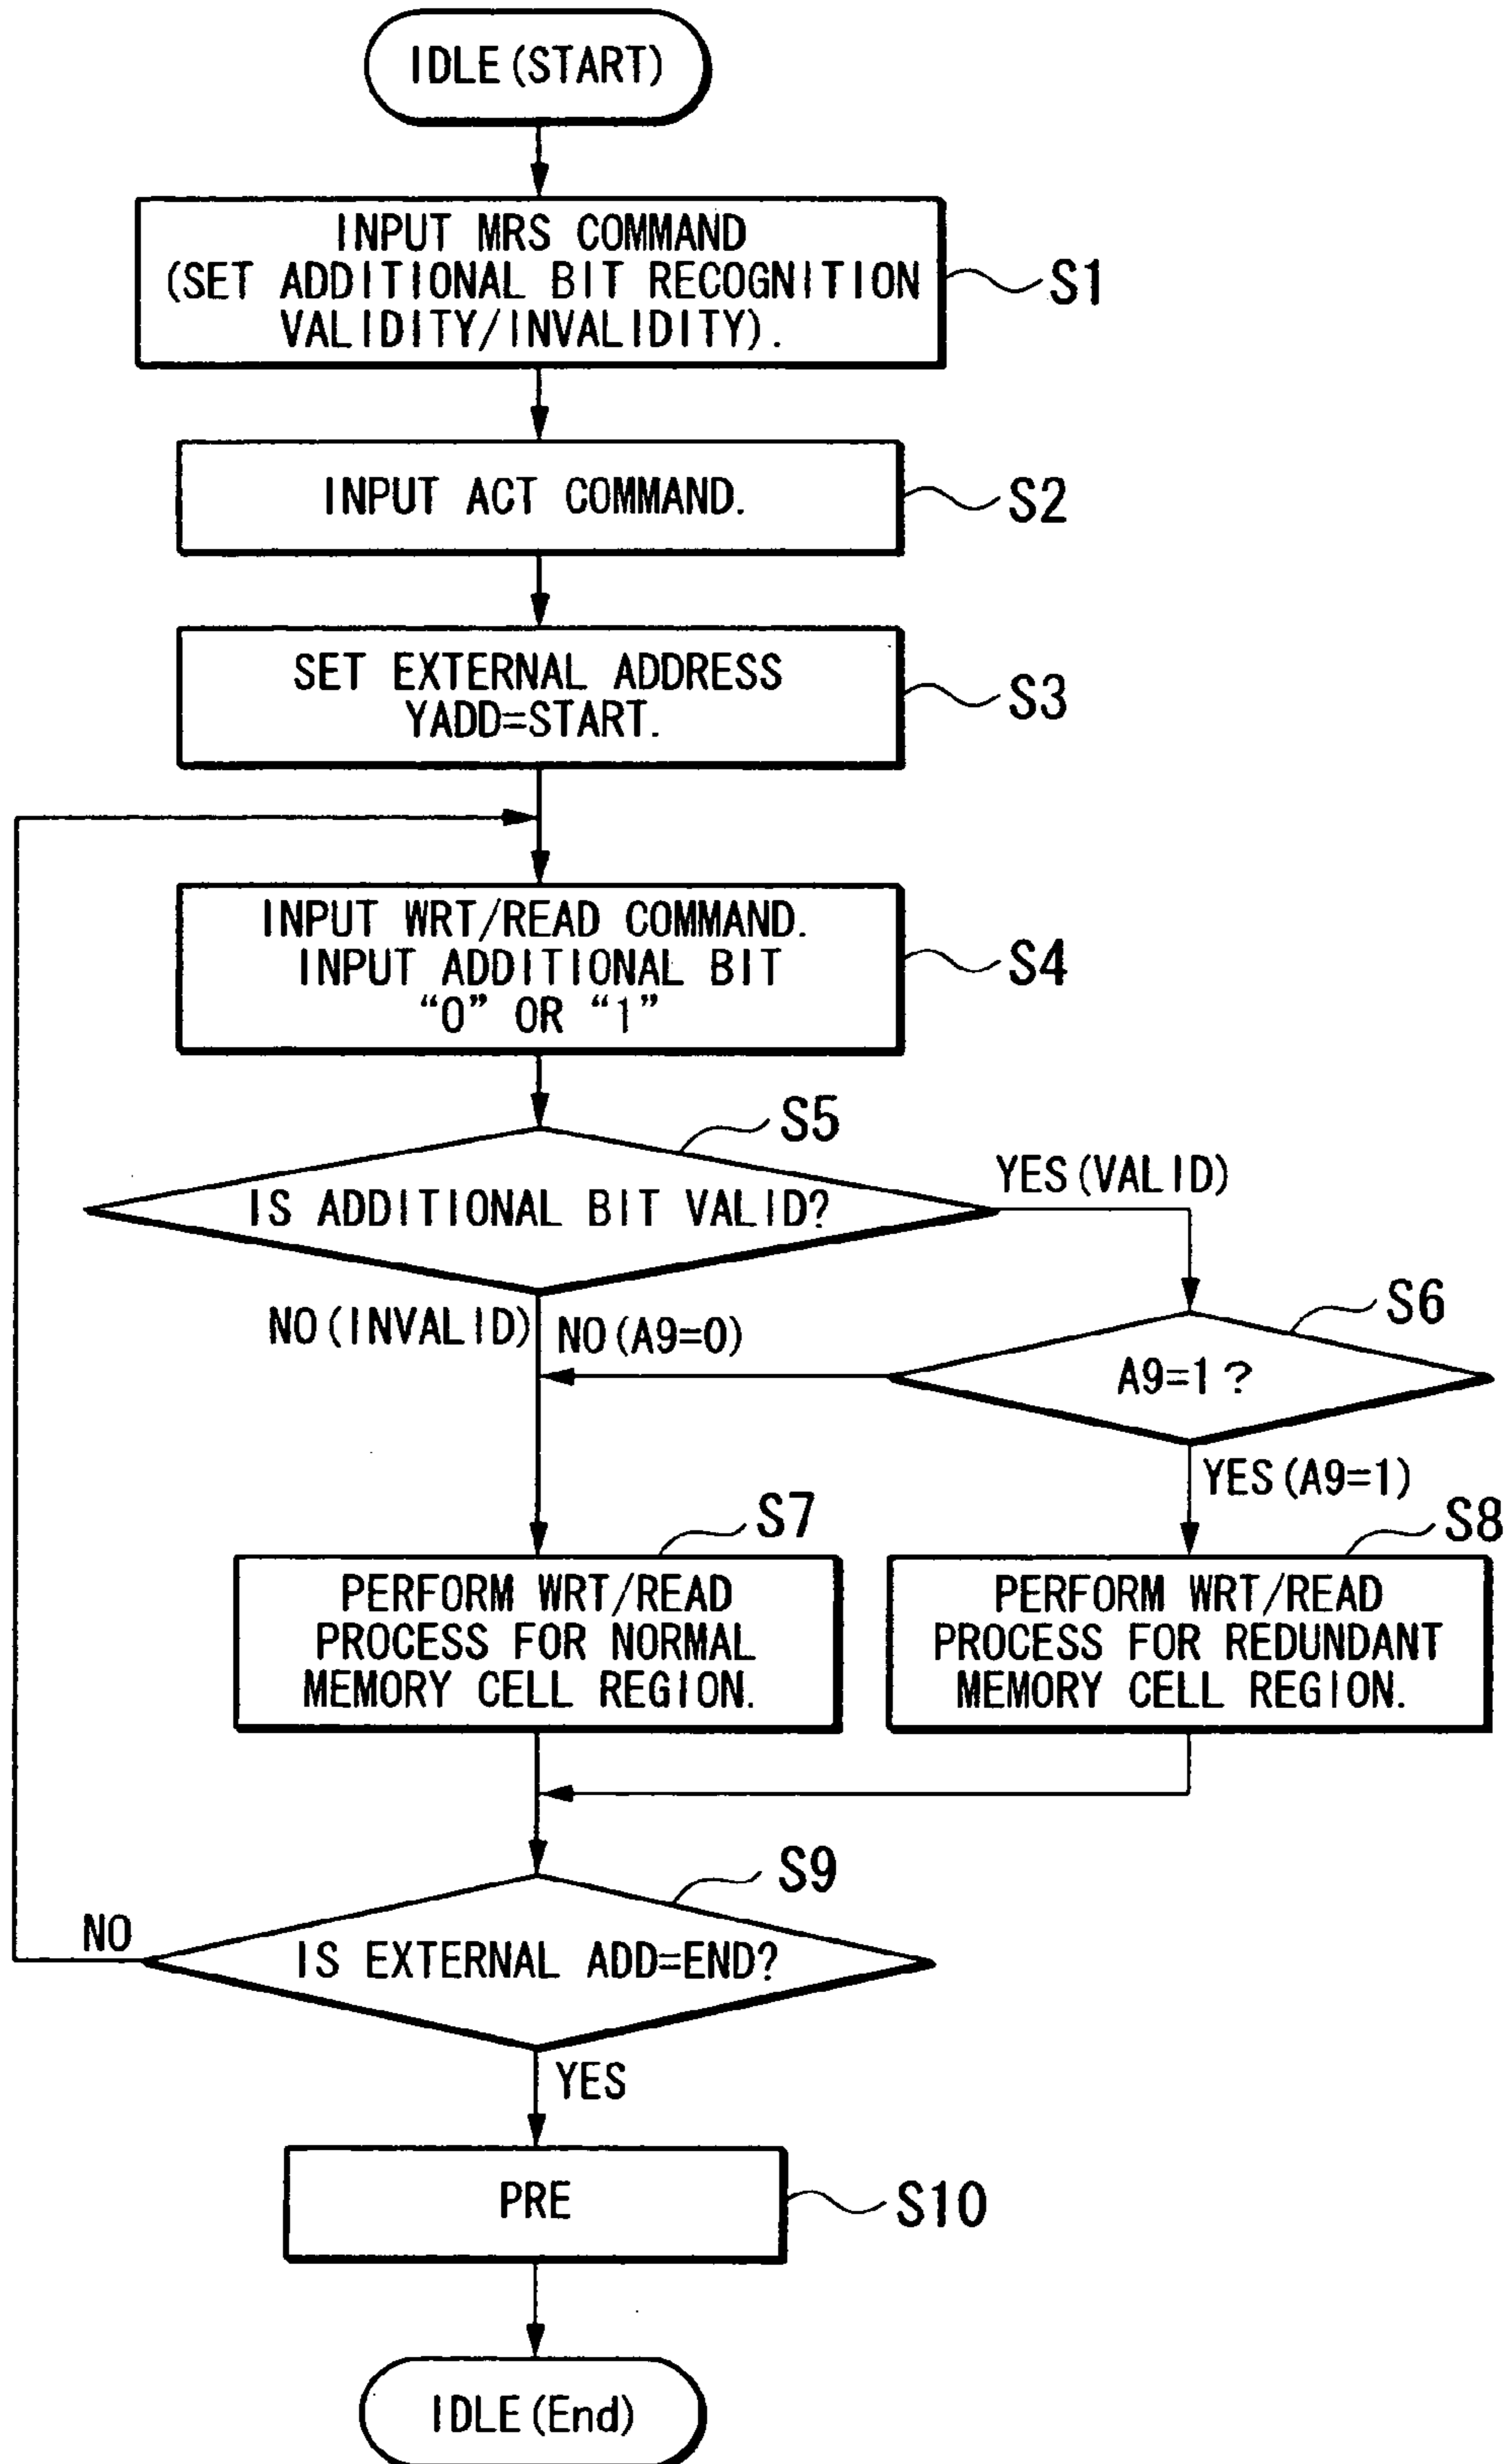 IDLE(START)
INPUT MRS COMMAND
(SET ADDITIONAL BIT RECOGNITION
VALIDITY/INVALIDITY).
S1
INPUT ACT COMMAND.
S2
SET EXTERNAL ADDRESS
YADD=START.
S3
INPUT WRT/READ COMMAND.
INPUT ADDITIONAL BIT
“0” OR “1”
S4
S5
IS ADDITIONAL BIT VALID?
YES(VALID)
NO(INVALID)
NO(A9=0)
S6
A9=1?
YES(A9=1)
S7
PERFORM WRT/READ
PROCESS FOR NORMAL
MEMORY CELL REGION.
S8
PERFORM WRT/READ
PROCESS FOR REDUNDANT
MEMORY CELL REGION.
S9
NO
IS EXTERNAL ADD=END?
YES
PRE
S10
IDLE(End)